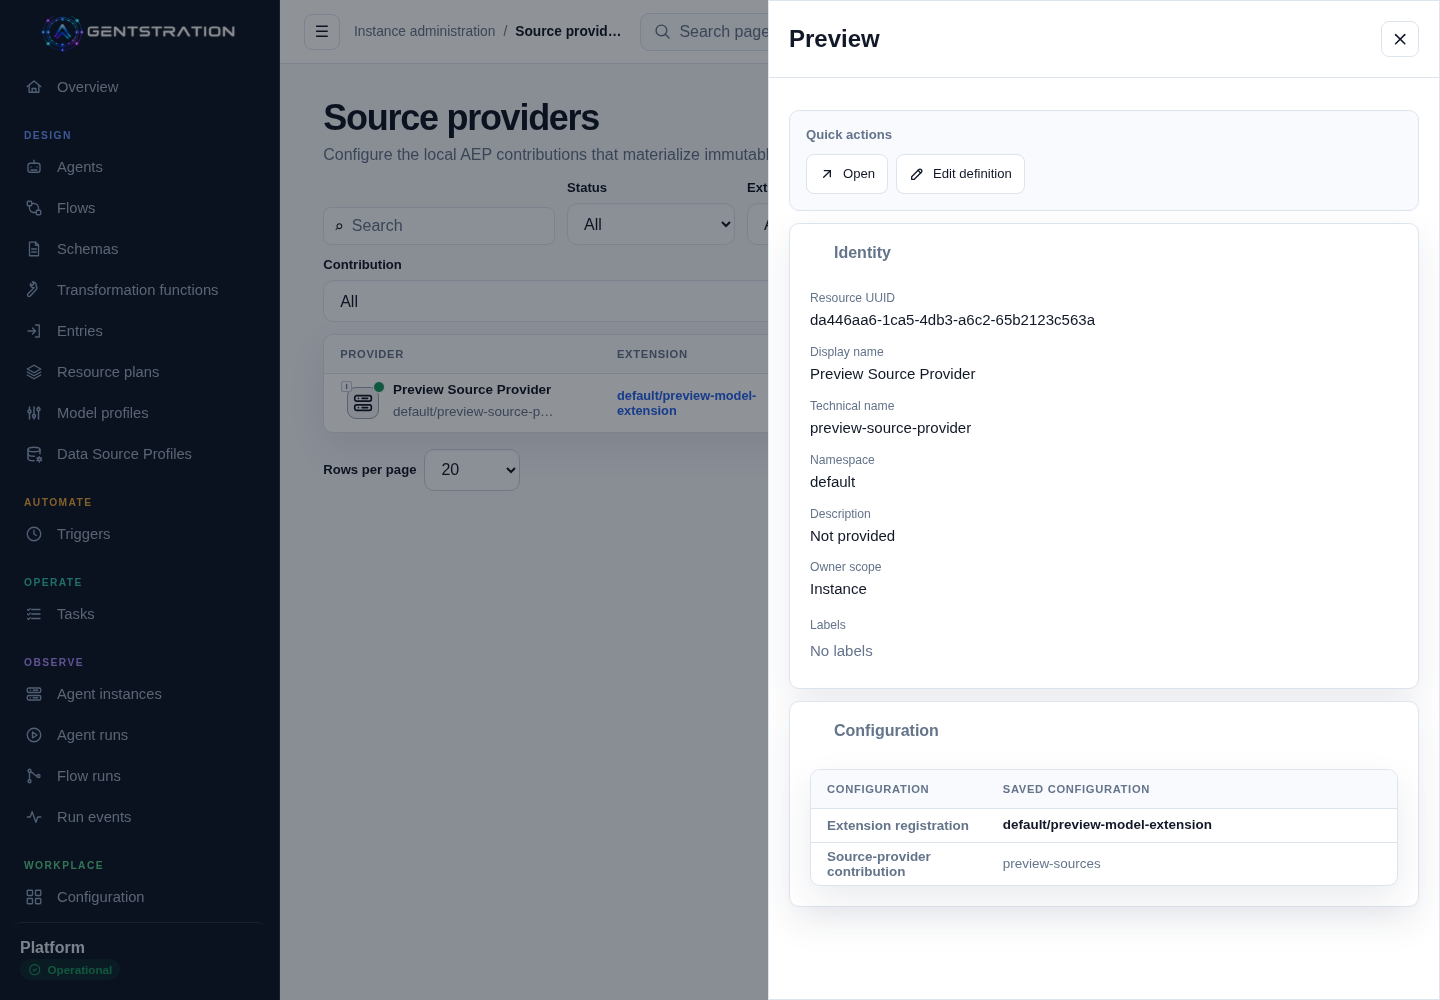 GENTSTRATION
Overview
DESIGN
Agents
Flows
Schemas
Transformation functions
Entries
Resource plans
Model profiles
Data Source Profiles
AUTOMATE
Triggers
OPERATE
Tasks
OBSERVE
Agent instances
Agent runs
Flow runs
Run events
WORKPLACE
Configuration
Platform
Operational
Instance administration / Source provid…
Search page
Source providers
Configure the local AEP contributions that materialize immutabl
Status
Ext
Search
All
Contribution
All
PROVIDER EXTENSION
I
Preview Source Provider
default/preview-source-p…
default/preview-model-
extension
Rows per page
20
Preview
Quick actions
Open
Edit definition
Identity
Resource UUID
da446aa6-1ca5-4db3-a6c2-65b2123c563a
Display name
Preview Source Provider
Technical name
preview-source-provider
Namespace
default
Description
Not provided
Owner scope
Instance
Labels
No labels
Configuration
CONFIGURATION SAVED CONFIGURATION
Extension registration default/preview-model-extension
Source-provider
contribution
preview-sources